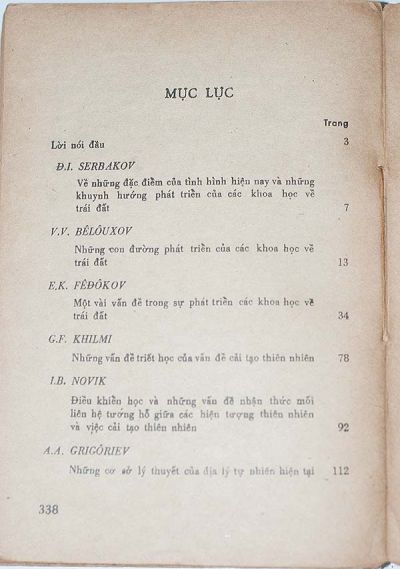 MỤC LỤC
Trang
Lời nói đầu 3
Đ.I. SERBAKOV
Về những đặc điểm của tình hình hiện nay và những
khuynh hướng phát triển của các khoa học về
trái đất 7
V.V. BÊLÔUXOV
Những con đường phát triển của các khoa học về
trái đất 13
E.K. FÊĐÔKOV
Một vài vấn đề trong sự phát triển các khoa học về
trái đất 34
G.F. KHILMI
Những vấn đề triết học của vấn đề cải tạo thiên nhiên 78
I.B. NOVIK
Điều khiển học và những vấn đề nhận thức mối
liên hệ tương hỗ giữa các hiện tượng thiên nhiên
và việc cải tạo thiên nhiên 92
A.A. GRIGÔRIEV
Những cơ sở lý thuyết của địa lý tự nhiên hiện tại 112
338